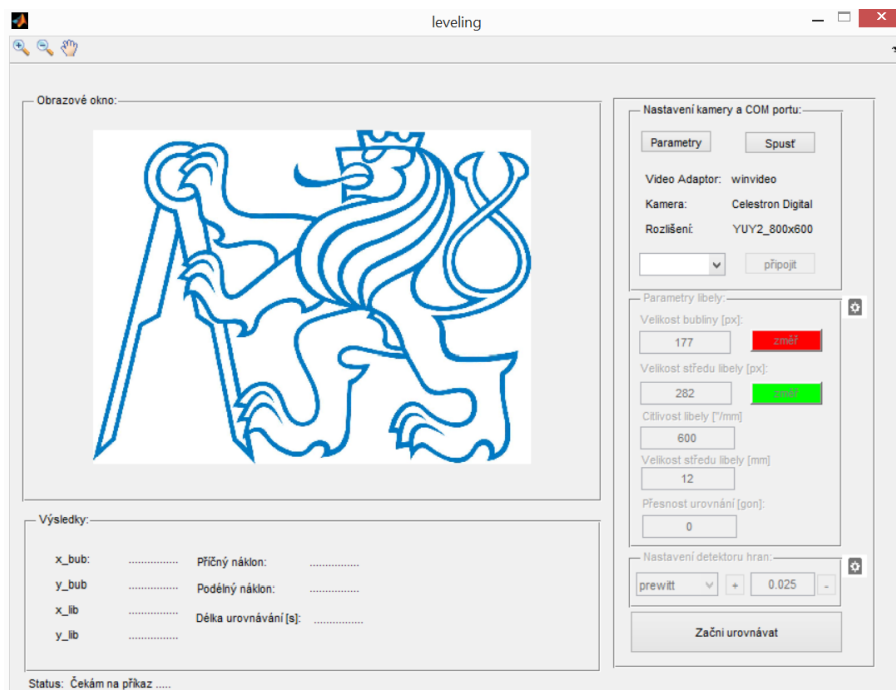 leveling
Obrazové okno:
Nastavení kamery a COM portu:
Parametry
Spusť
Video Adaptor: winvideo
Kamera: Celestron Digital
Rozlišení: YUY2_800x600
připojit
Parametry libely:
Velikost bubliny [px]:
177 změř
Velikost středu libely [px]:
282 změř
Citlivost libely ["/mm]
600
Velikost středu libely [mm]
12
Přesnost urovnání [gon]:
0
Nastavení detektoru hran:
prewitt + 0.025 -
Začni urovnávat
Výsledky:
x_bub: ............... Příčný náklon: ...............
y_bub ............... Podélný náklon: ...............
x_lib ............... Délka urovnávání [s]: ...............
y_lib ...............
Status: Čekám na příkaz .....